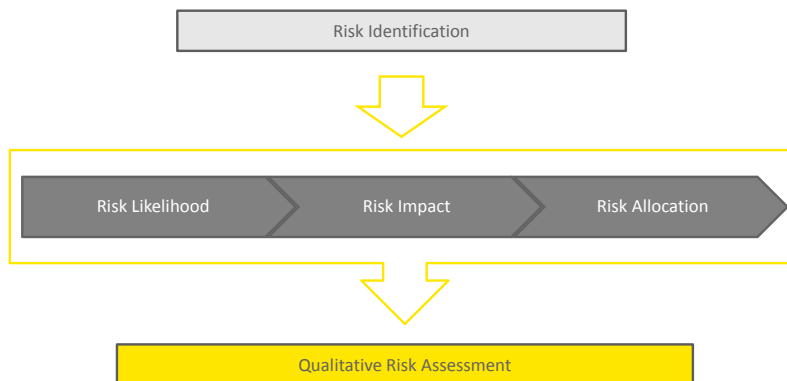 Risk Identification
Risk Likelihood
Risk Impact
Risk Allocation
Qualitative Risk Assessment